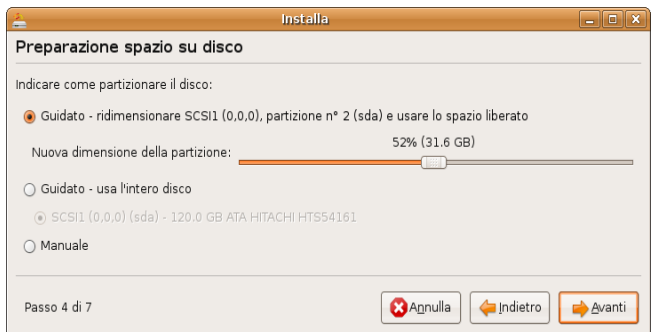 Installa
Preparazione spazio su disco
Indicare come partizionare il disco:
Guidato - ridimensionare SCSI1 (0,0,0), partizione n° 2 (sda) e usare lo spazio liberato
52% (31.6 GB)
Nuova dimensione della partizione:
Guidato - usa l'intero disco
SCSI1 (0,0,0) (sda) - 120.0 GB ATA HITACHI HTS54161
Manuale
Passo 4 di 7 Annulla Indietro Avanti